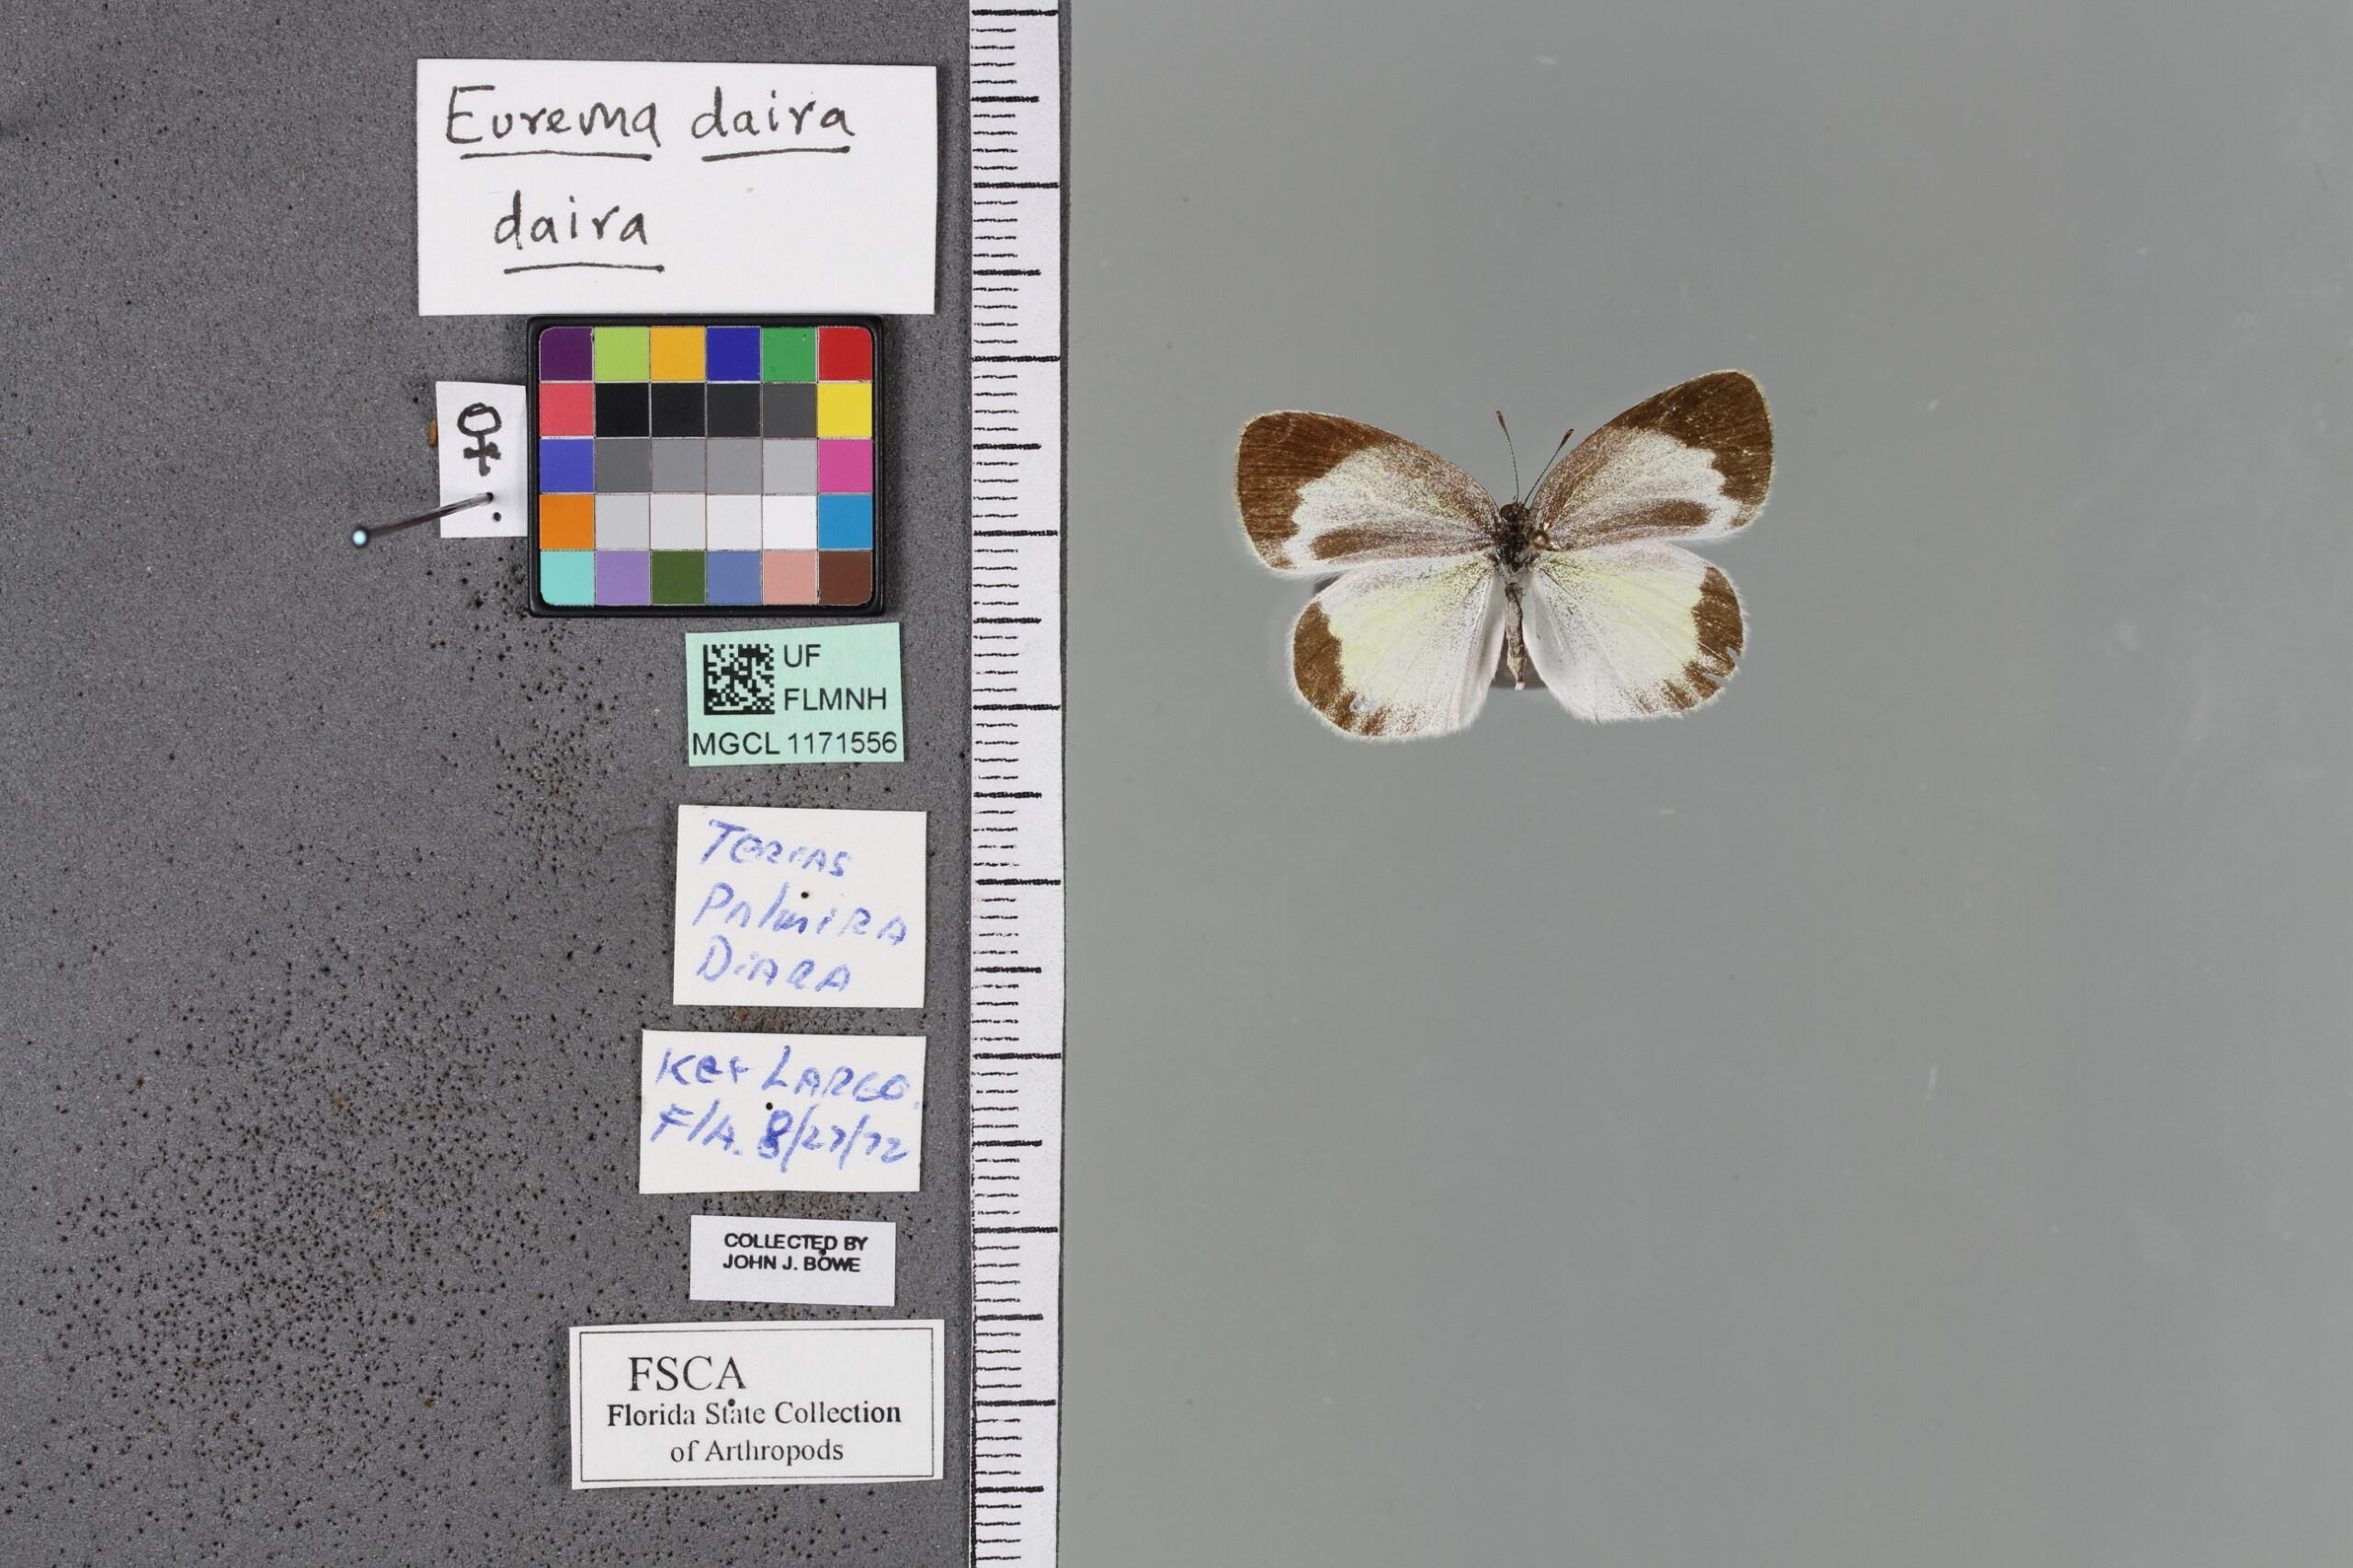 Eurema daira
daira
♀
UF
FLMNH
MGCL 1171556
TERIAS
PAlmiRA
DiARA
Key LARGO.
FlA. 8/27/72
COLLECTED BY
JOHN J. BOWE
FSCA
Florida State Collection
of Arthropods